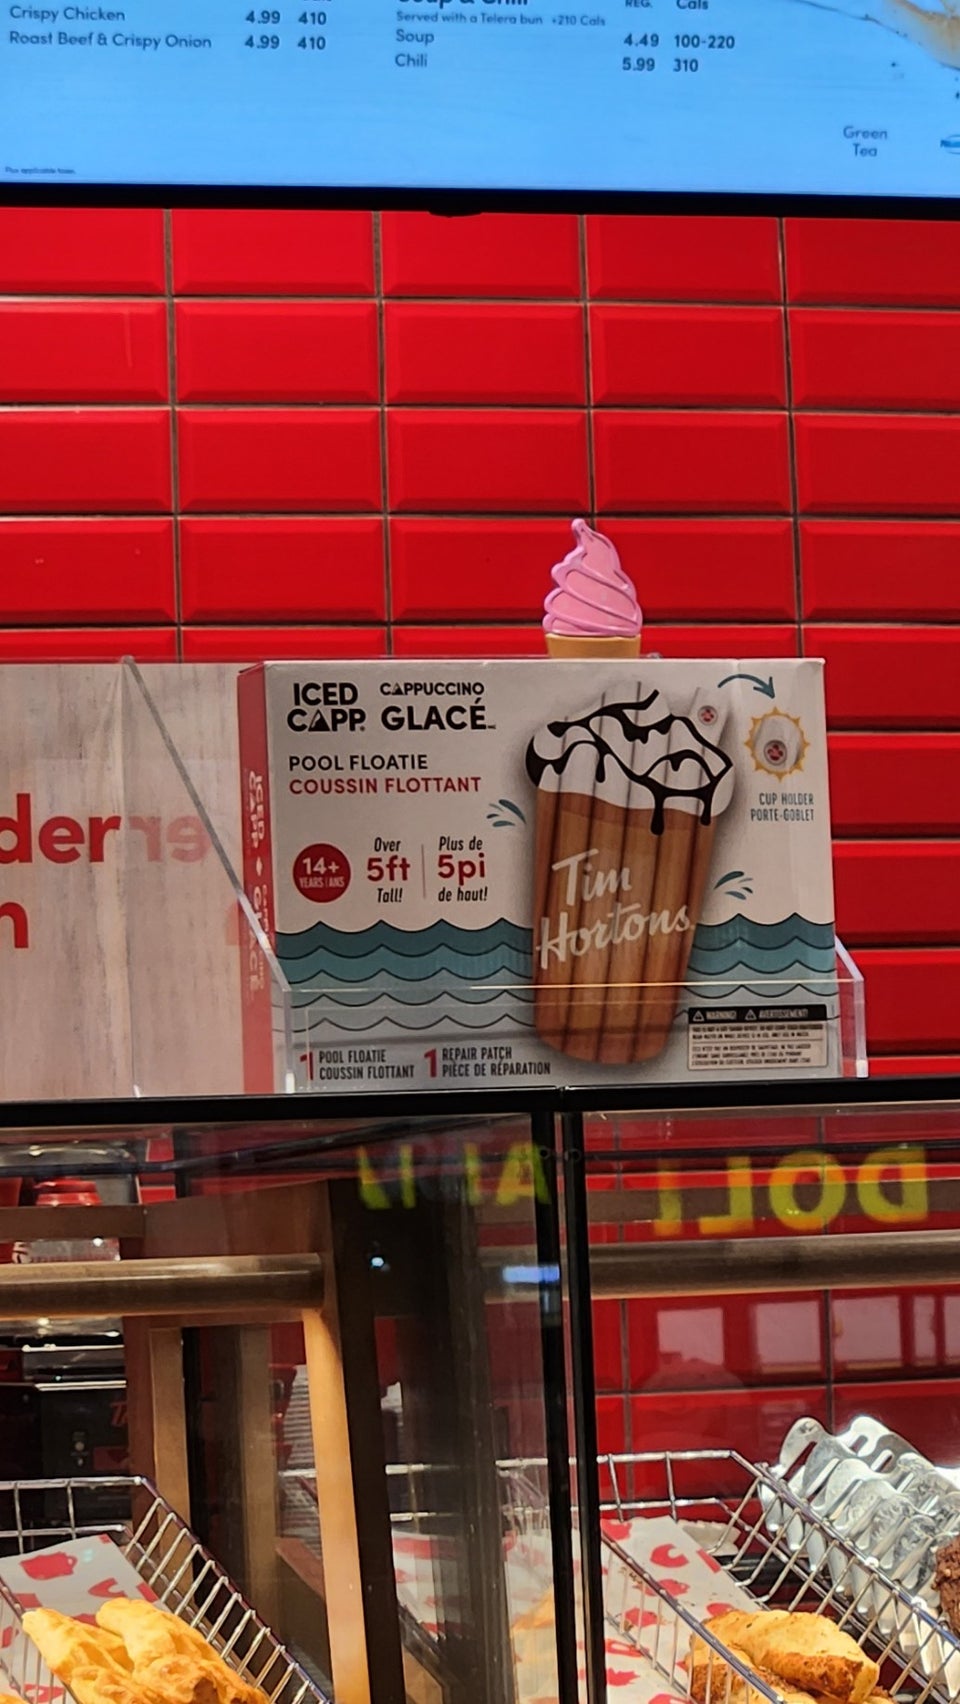 Crispy Chicken 4.99 410
Roast Beef & Crispy Onion 4.99 410
Plus applicable taxes.
REG. Cals
Served with a Telera bun +210 Cals
Soup 4.49 100-220
Chili 5.99 310
Green
Tea
ICED
CAPP.
CAPPUCCINO
GLACÉ
POOL FLOATIE
COUSSIN FLOTTANT
14+
YEARS | ANS
Over
5ft
Tall!
Plus de
5pi
de haut!
CUP HOLDER
PORTE-GOBLET
Tim
Hortons
1 POOL FLOATIE
COUSSIN FLOTTANT
1 REPAIR PATCH
PIÈCE DE RÉPARATION
WARNING! AVERTISSEMENT!